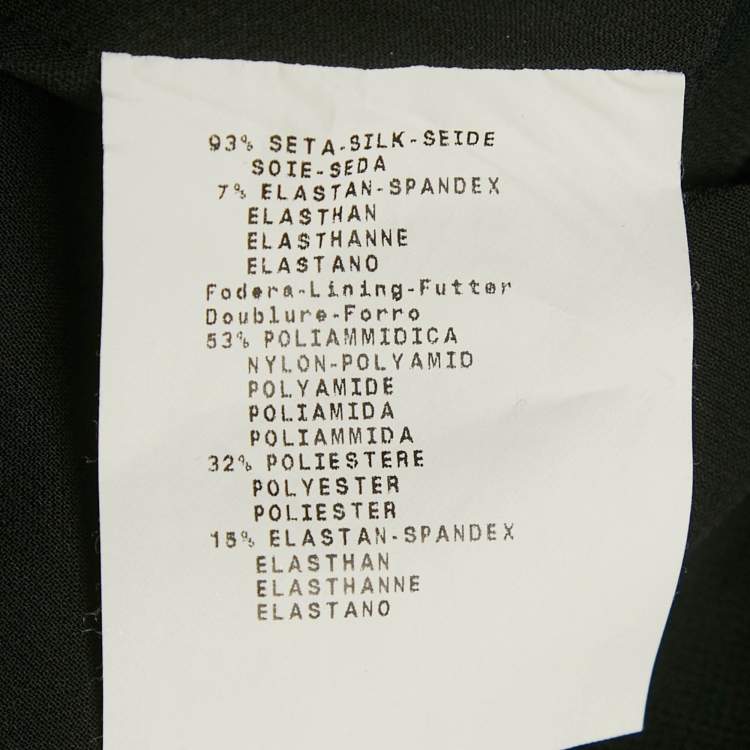 93% SETA-SILK-SEIDE
SOIE-SEDA
7% ELASTAN-SPANDEX
ELASTHAN
ELASTHANNE
ELASTANO
Fodera-Lining-Futter
Doublure-Forro
53% POLIAMMIDICA
NYLON-POLYAMID
POLYAMIDE
POLIAMIDA
POLIAMMIDA
32% POLIESTERE
POLYESTER
POLIESTER
15% ELASTAN-SPANDEX
ELASTHAN
ELASTHANNE
ELASTANO